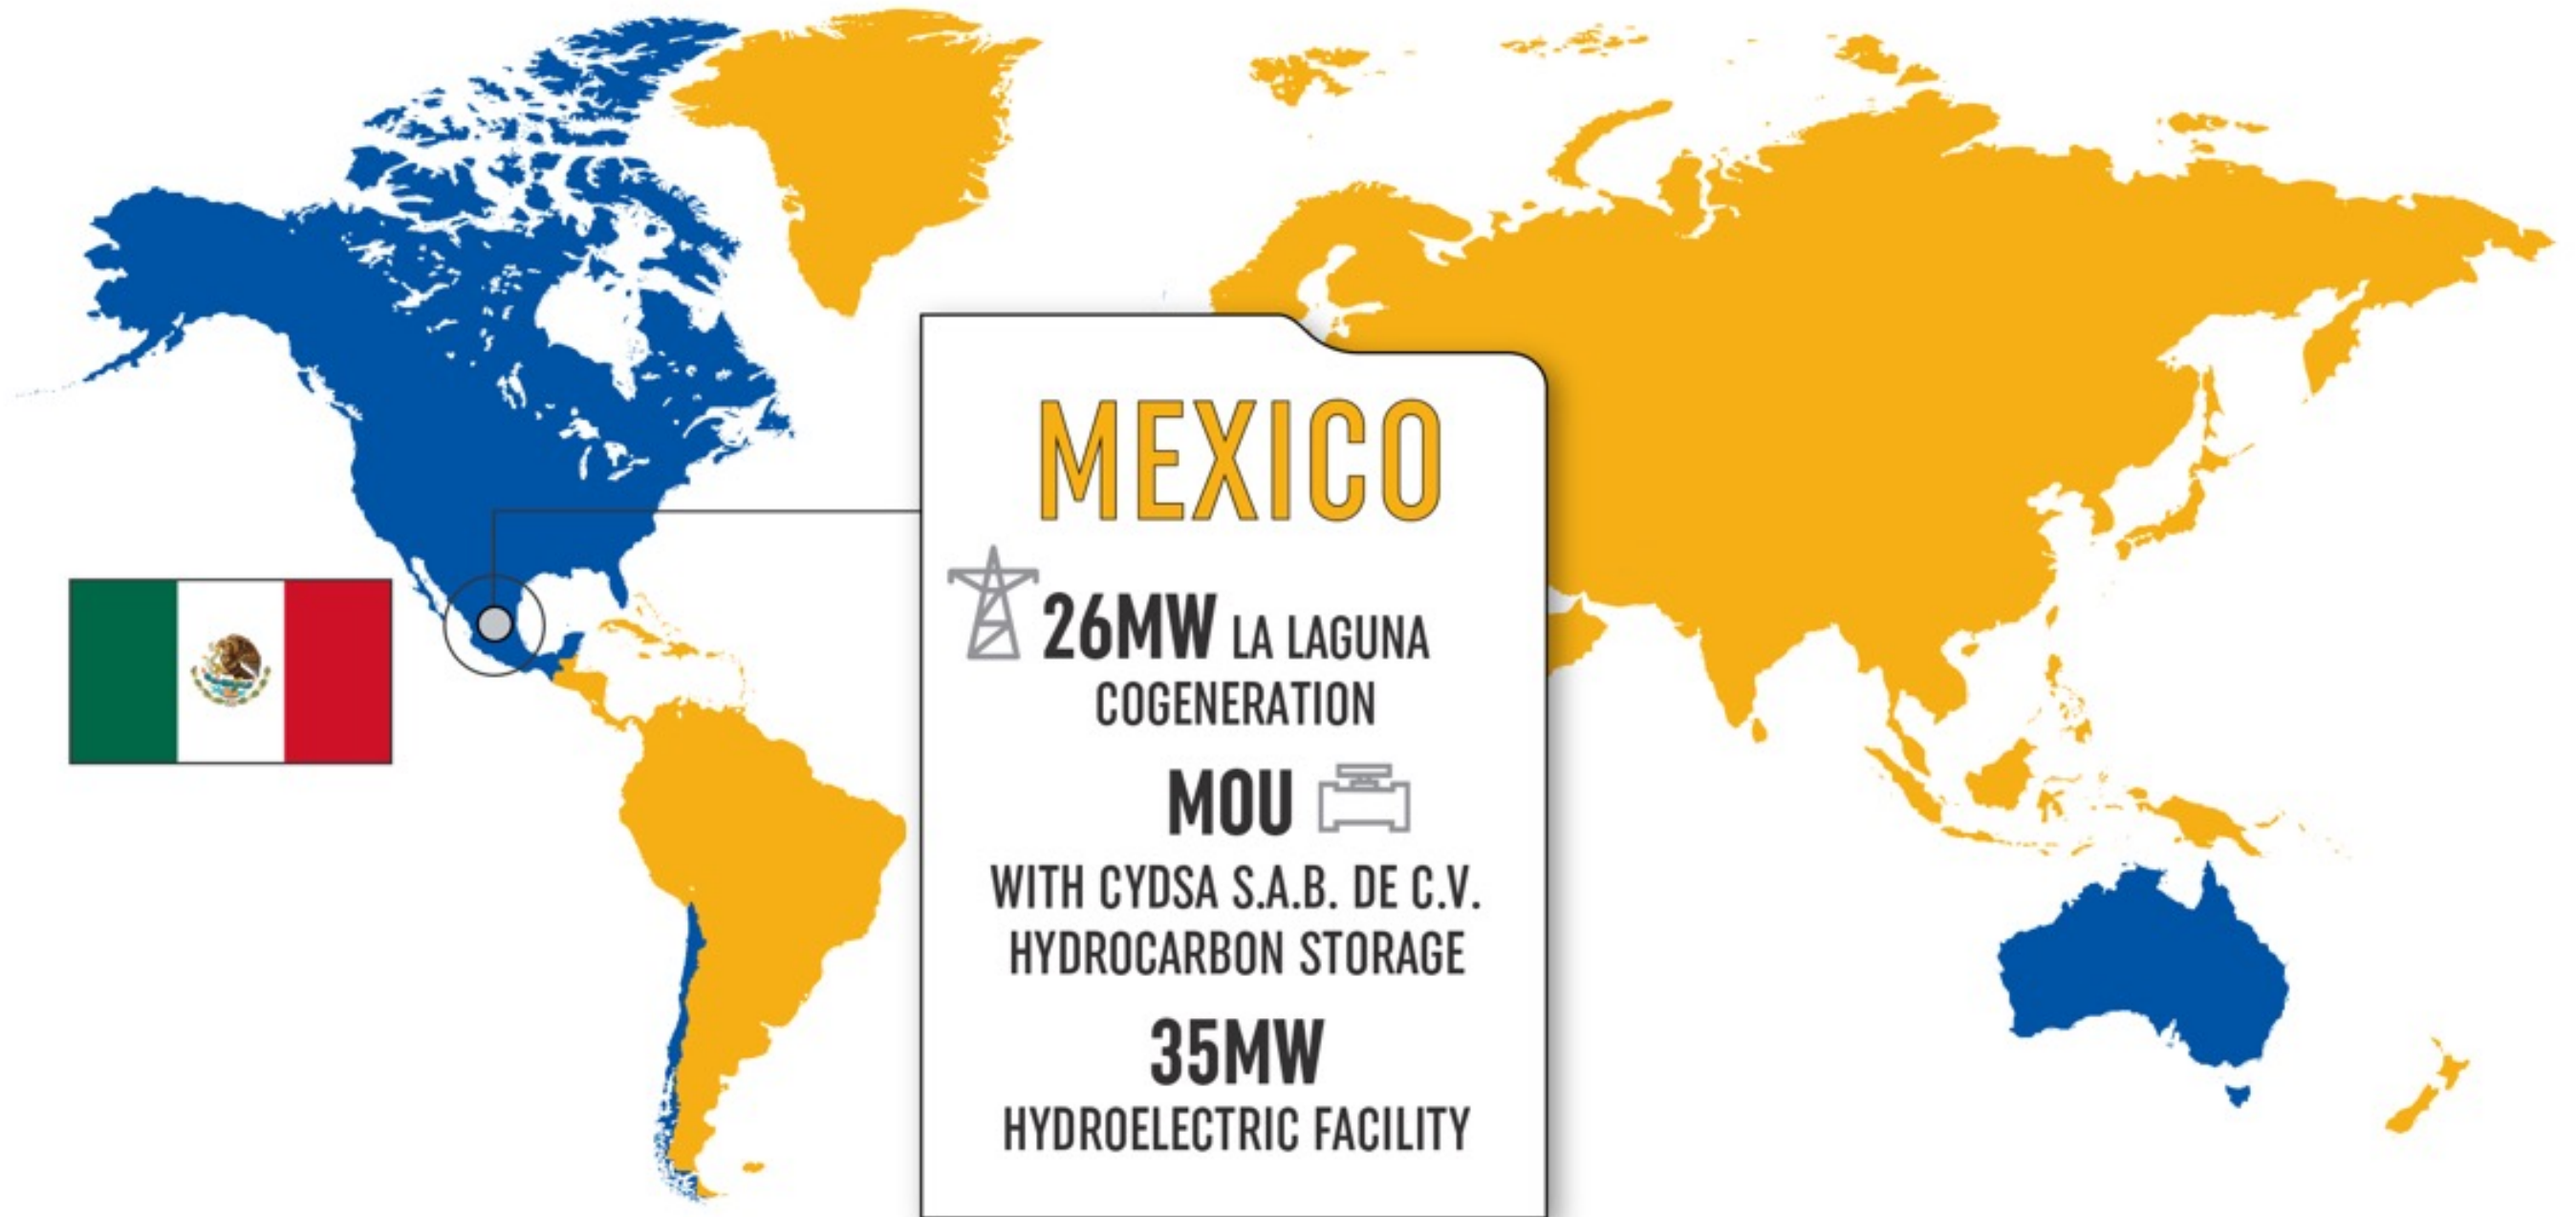 MEXICO
26MW LA LAGUNA
COGENERATION
MOU
WITH CYDSA S.A.B. DE C.V.
HYDROCARBON STORAGE
35MW
HYDROELECTRIC FACILITY